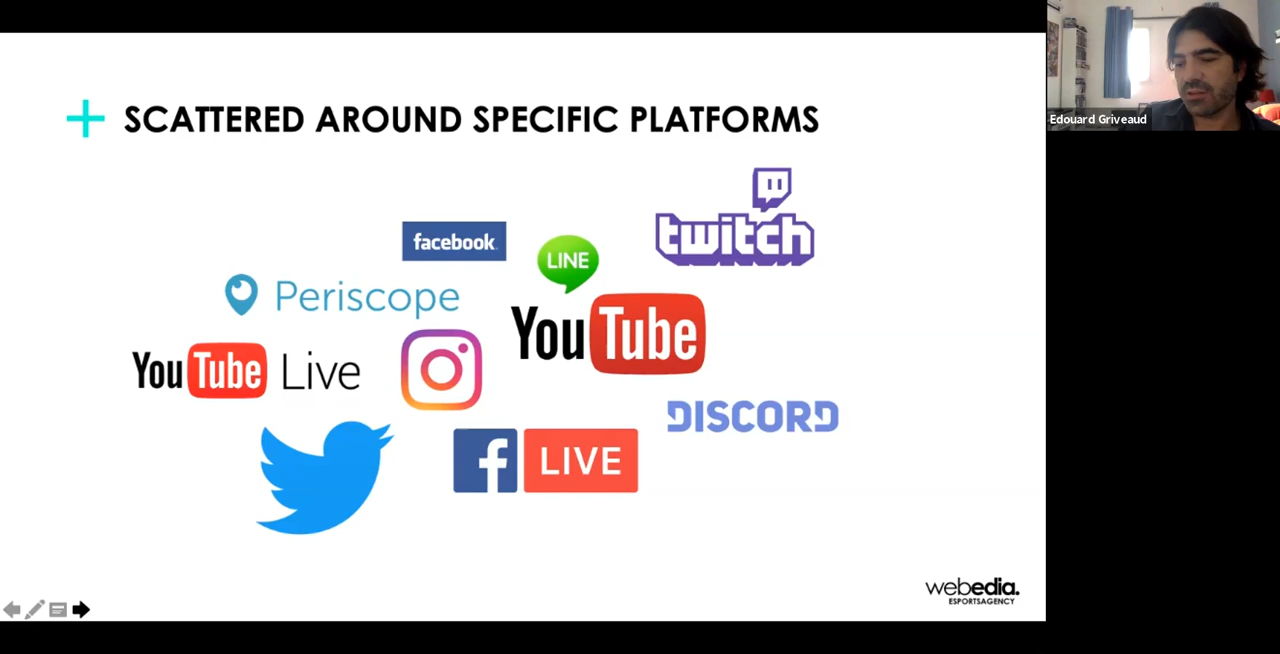 Edouard Griveaud
SCATTERED AROUND SPECIFIC PLATFORMS
twitch
facebook
LINE
Periscope
YouTube
YouTube Live
DISCORD
f LIVE
webedia.
ESPORTSAGENCY